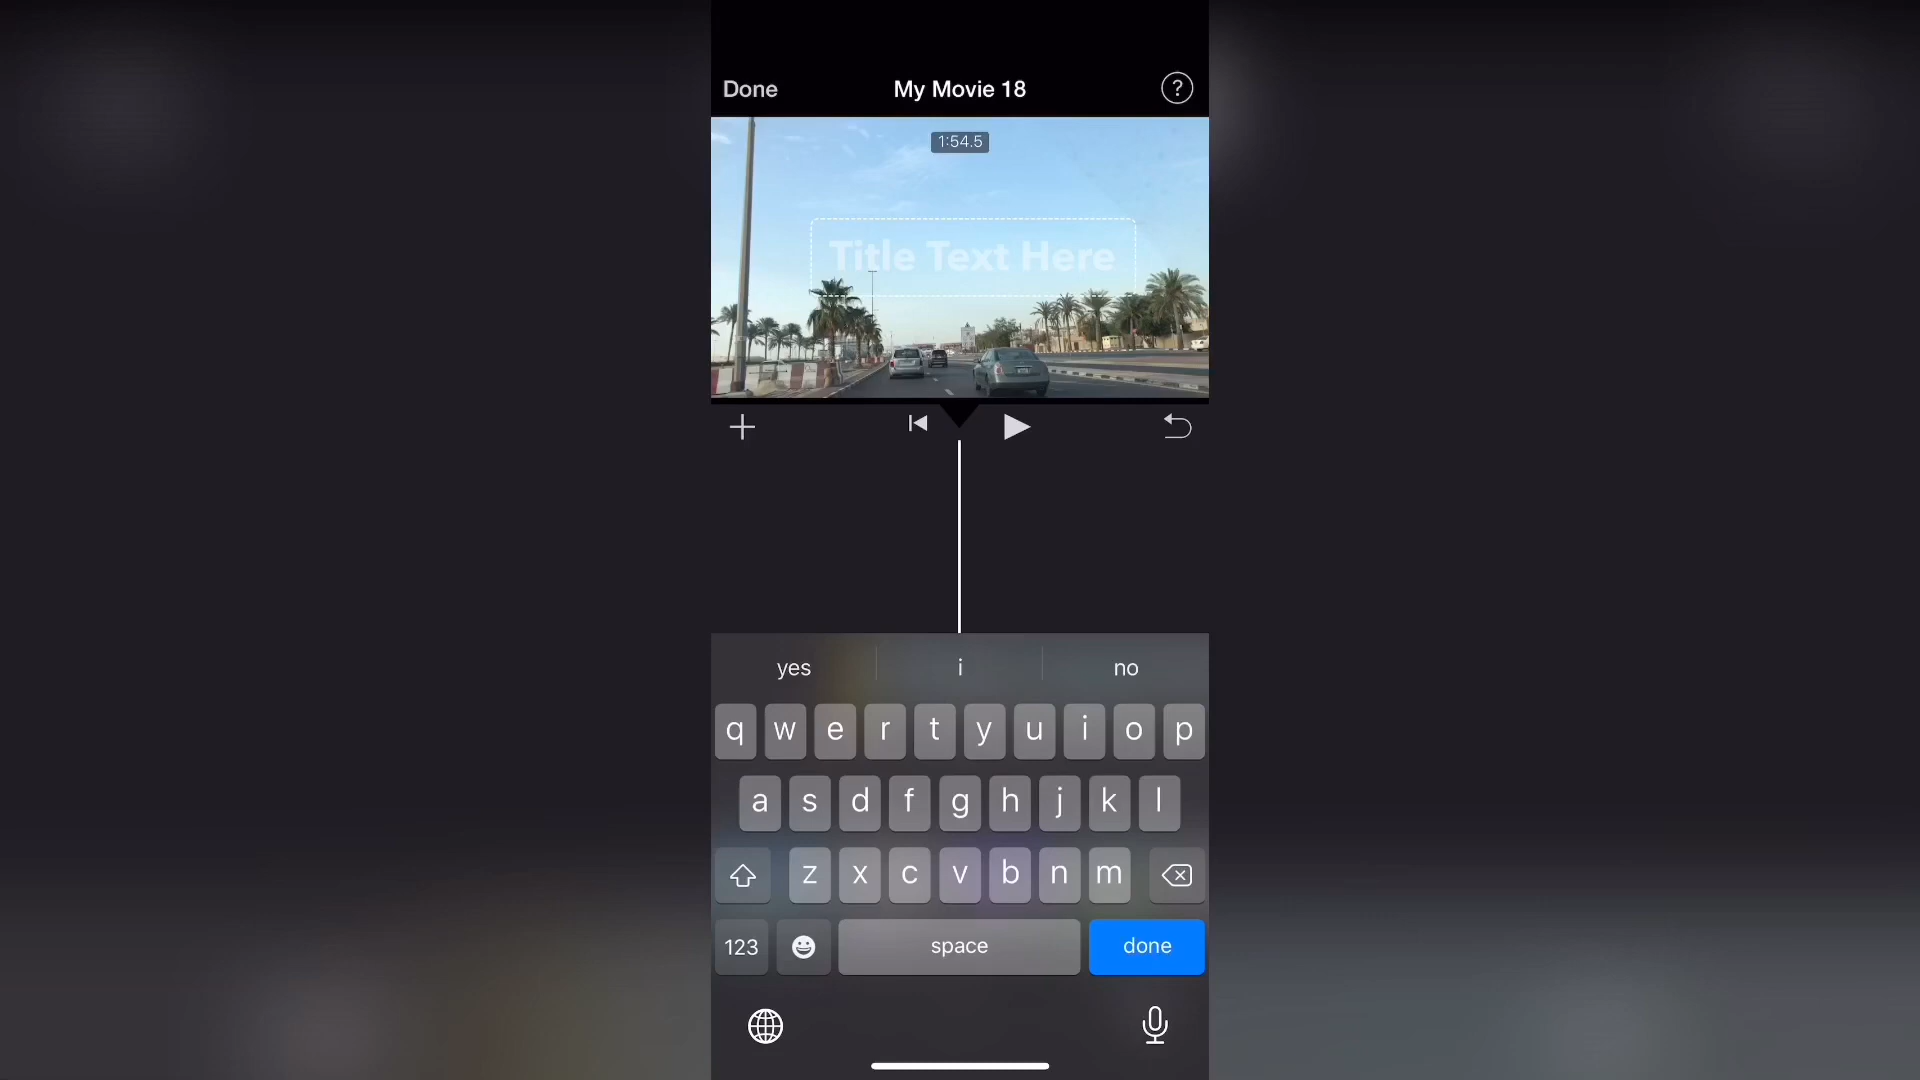 Done My Movie 18 ?
1:54.5
Title Text Here
yes i no
q w e r t y u i o p
a s d f g h j k l
z x c v b n m
123 space done